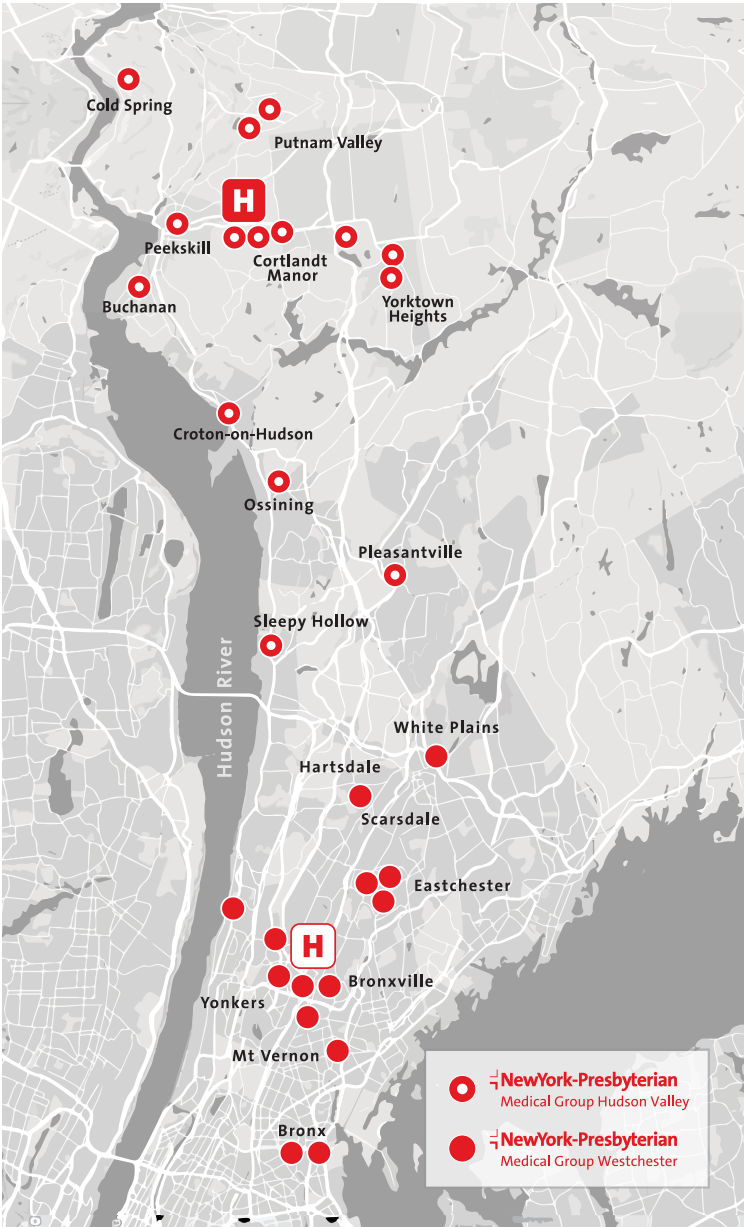 Cold Spring
Putnam Valley
H
Peekskill
Cortlandt
Manor
Buchanan
Yorktown
Heights
Croton-on-Hudson
Ossining
Pleasantville
Sleepy Hollow
Hudson River
White Plains
Hartsdale
Scarsdale
Eastchester
H
Bronxville
Yonkers
Mt Vernon
NewYork-Presbyterian
Medical Group Hudson Valley
NewYork-Presbyterian
Medical Group Westchester
Bronx